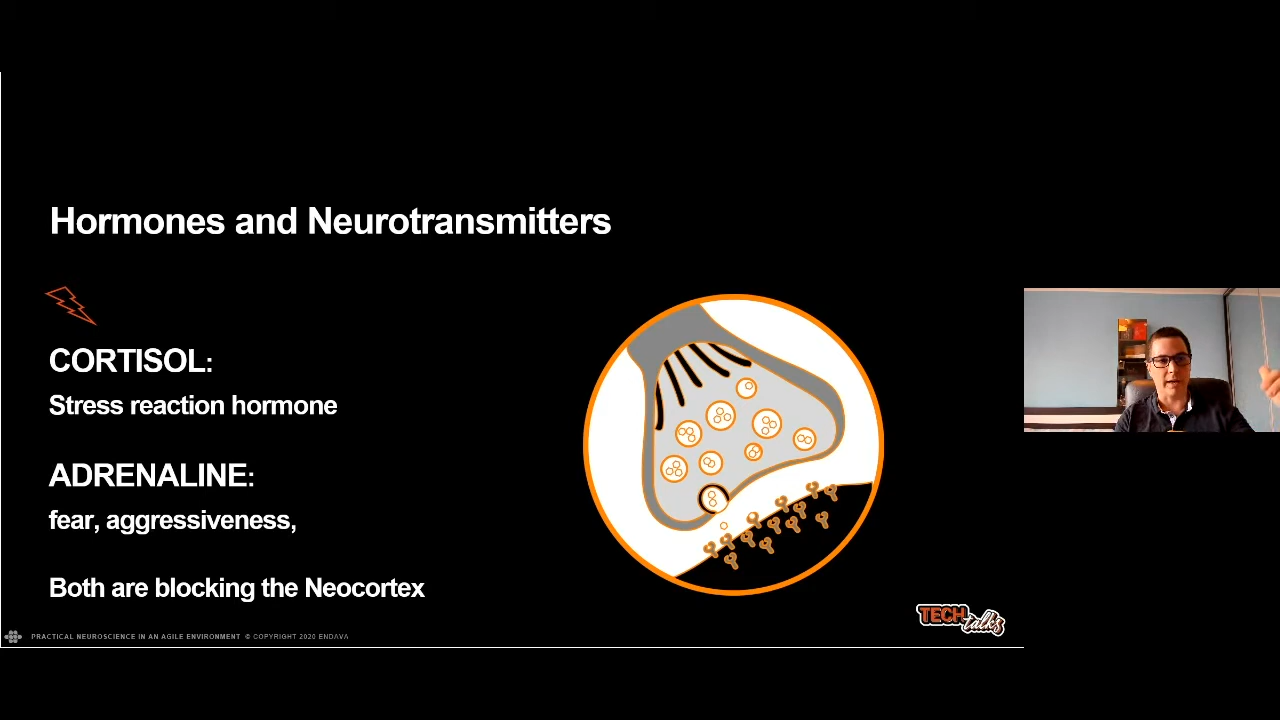 Hormones and Neurotransmitters
CORTISOL:
Stress reaction hormone
ADRENALINE:
fear, aggressiveness,
Both are blocking the Neocortex
PRACTICAL NEUROSCIENCE IN AN AGILE ENVIRONMENT © COPYRIGHT 2020 ENDAVA
TECH
talks